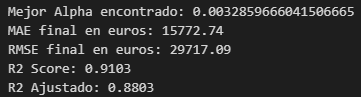 Mejor Alpha encontrado: 0.0032859666041506665
MAE final en euros: 15772.74
RMSE final en euros: 29717.09
R2 Score: 0.9103
R2 Ajustado: 0.8803